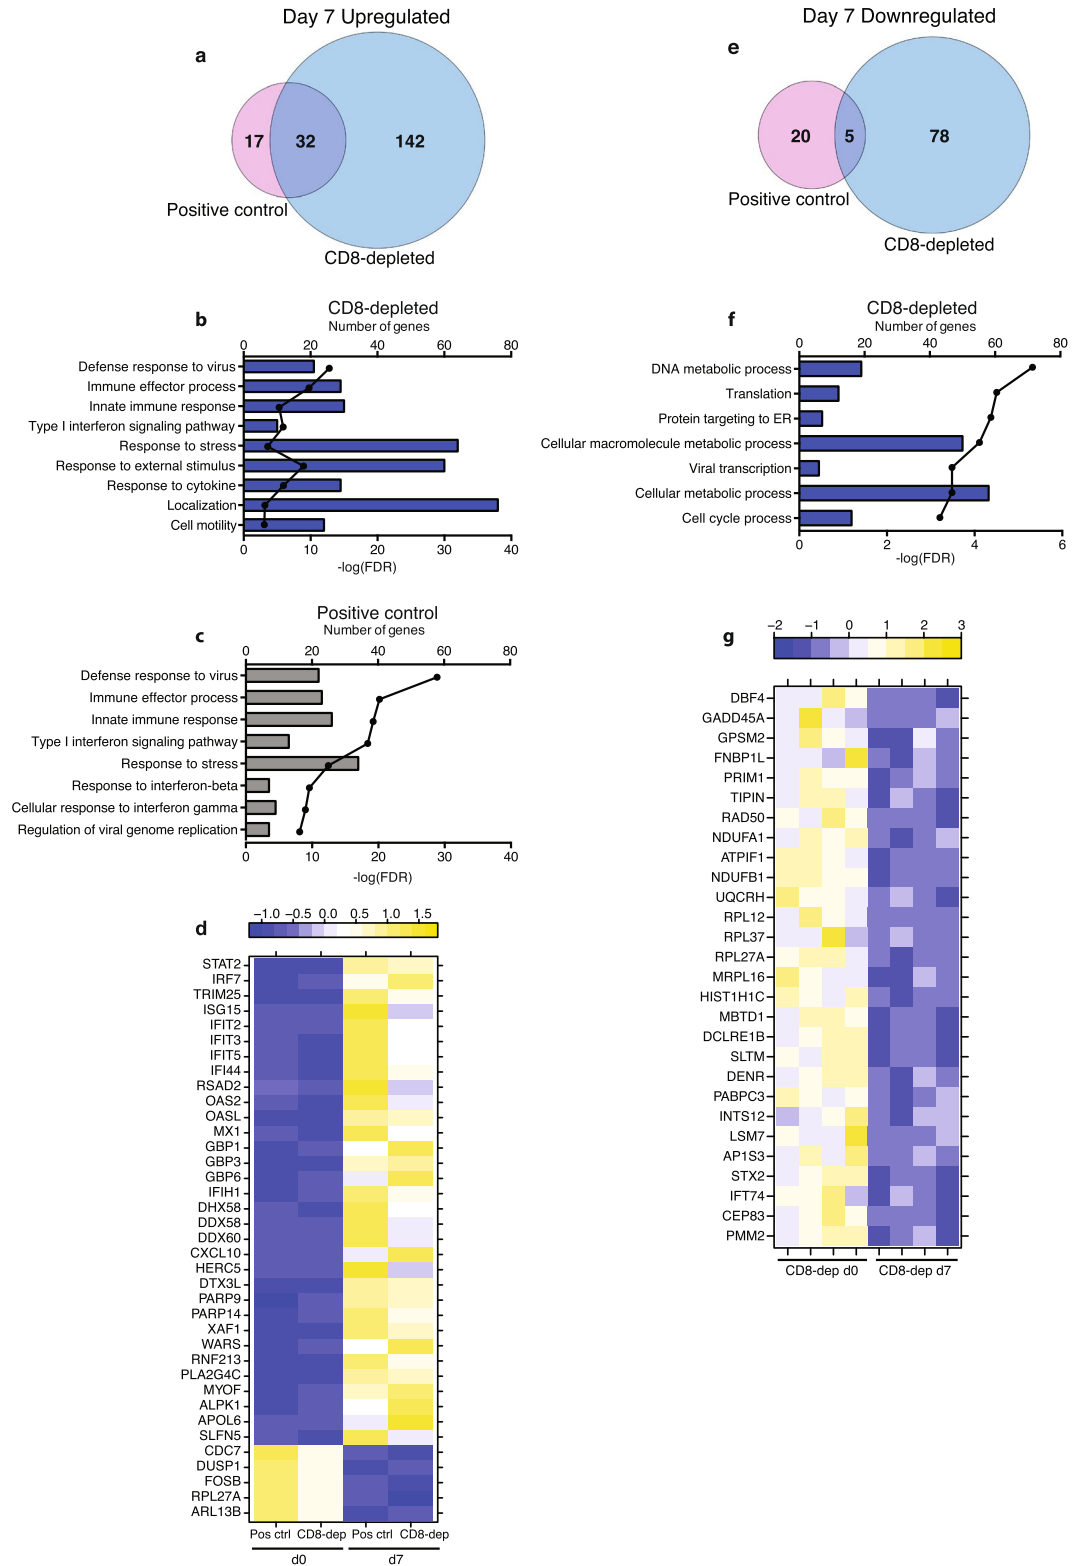 Day 7 Upregulated
a
17
32
142
Positive control
CD8-depleted
b
CD8-depleted
Number of genes
0 20 40 60 80
Defense response to virus
Immune effector process
Innate immune response
Type I interferon signaling pathway
Response to stress
Response to external stimulus
Response to cytokine
Localization
Cell motility
0 10 20 30 40
-log(FDR)
c
Positive control
Number of genes
0 20 40 60 80
Defense response to virus
Immune effector process
Innate immune response
Type I interferon signaling pathway
Response to stress
Response to interferon-beta
Cellular response to interferon gamma
Regulation of viral genome replication
0 10 20 30 40
-log(FDR)
d
−1.0 −0.5 0.0 0.5 1.0 1.5
STAT2
IRF7
TRIM25
ISG15
IFIT2
IFIT3
IFIT5
IFI44
RSAD2
OAS2
OASL
MX1
GBP1
GBP3
GBP6
IFIH1
DHX58
DDX58
DDX60
CXCL10
HERC5
DTX3L
PARP9
PARP14
XAF1
WARS
RNF213
PLA2G4C
MYOF
ALPK1
APOL6
SLFN5
CDC7
DUSP1
FOSB
RPL27A
ARL13B
Pos ctrl CD8-dep Pos ctrl CD8-dep
d0 d7
Day 7 Downregulated
e
20
5
78
Positive control
CD8-depleted
f
CD8-depleted
Number of genes
0 20 40 60 80
DNA metabolic process
Translation
Protein targeting to ER
Cellular macromolecule metabolic process
Viral transcription
Cellular metabolic process
Cell cycle process
0 2 4 6
-log(FDR)
g
−2 −1 0 1 2 3
DBF4
GADD45A
GPSM2
FNBP1L
PRIM1
TIPIN
RAD50
NDUFA1
ATPIF1
NDUFB1
UQCRH
RPL12
RPL37
RPL27A
MRPL16
HIST1H1C
MBTD1
DCLRE1B
SLTM
DENR
PABPC3
INTS12
LSM7
AP1S3
STX2
IFT74
CEP83
PMM2
CD8-dep d0 CD8-dep d7